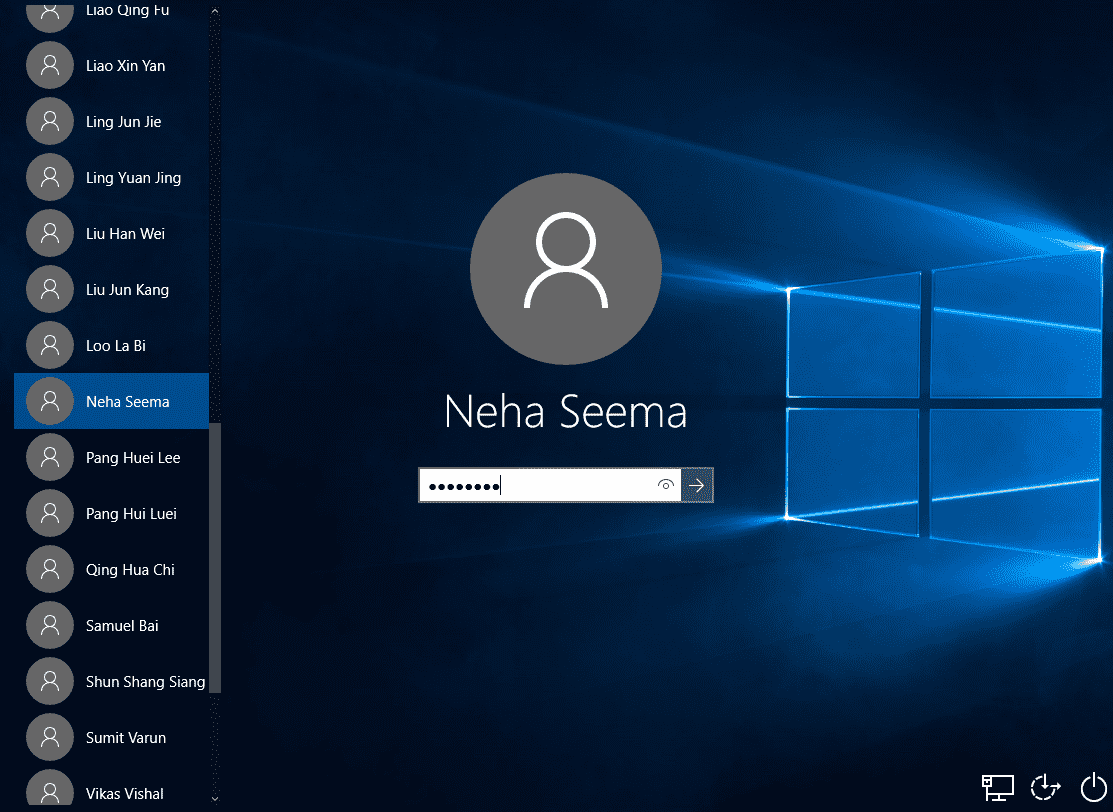 Liao Qing Fu
Liao Xin Yan
Ling Jun Jie
Ling Yuan Jing
Liu Han Wei
Liu Jun Kang
Loo La Bi
Neha Seema
Pang Huei Lee
Pang Hui Luei
Qing Hua Chi
Samuel Bai
Shun Shang Siang
Sumit Varun
Vikas Vishal
Neha Seema